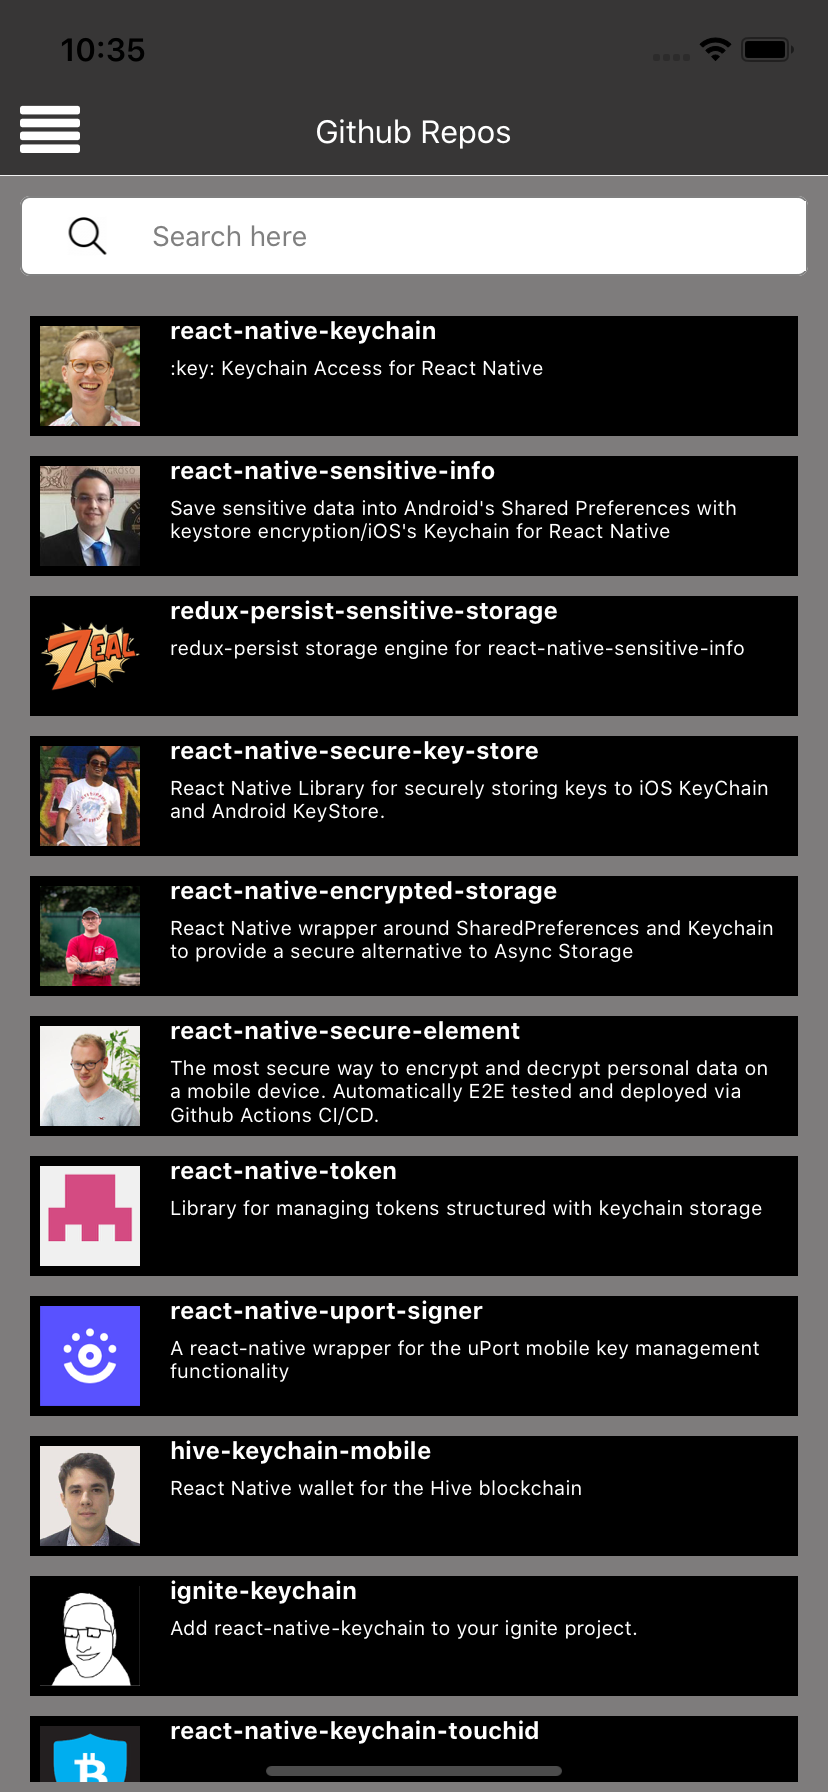 10:35
Github Repos
Search here
react-native-keychain
:key: Keychain Access for React Native
react-native-sensitive-info
Save sensitive data into Android's Shared Preferences with
keystore encryption/iOS's Keychain for React Native
redux-persist-sensitive-storage
ZEAL
redux-persist storage engine for react-native-sensitive-info
react-native-secure-key-store
React Native Library for securely storing keys to iOS KeyChain
and Android KeyStore.
react-native-encrypted-storage
React Native wrapper around SharedPreferences and Keychain
to provide a secure alternative to Async Storage
react-native-secure-element
The most secure way to encrypt and decrypt personal data on
a mobile device. Automatically E2E tested and deployed via
Github Actions CI/CD.
react-native-token
Library for managing tokens structured with keychain storage
react-native-uport-signer
A react-native wrapper for the uPort mobile key management
functionality
hive-keychain-mobile
React Native wallet for the Hive blockchain
ignite-keychain
Add react-native-keychain to your ignite project.
react-native-keychain-touchid